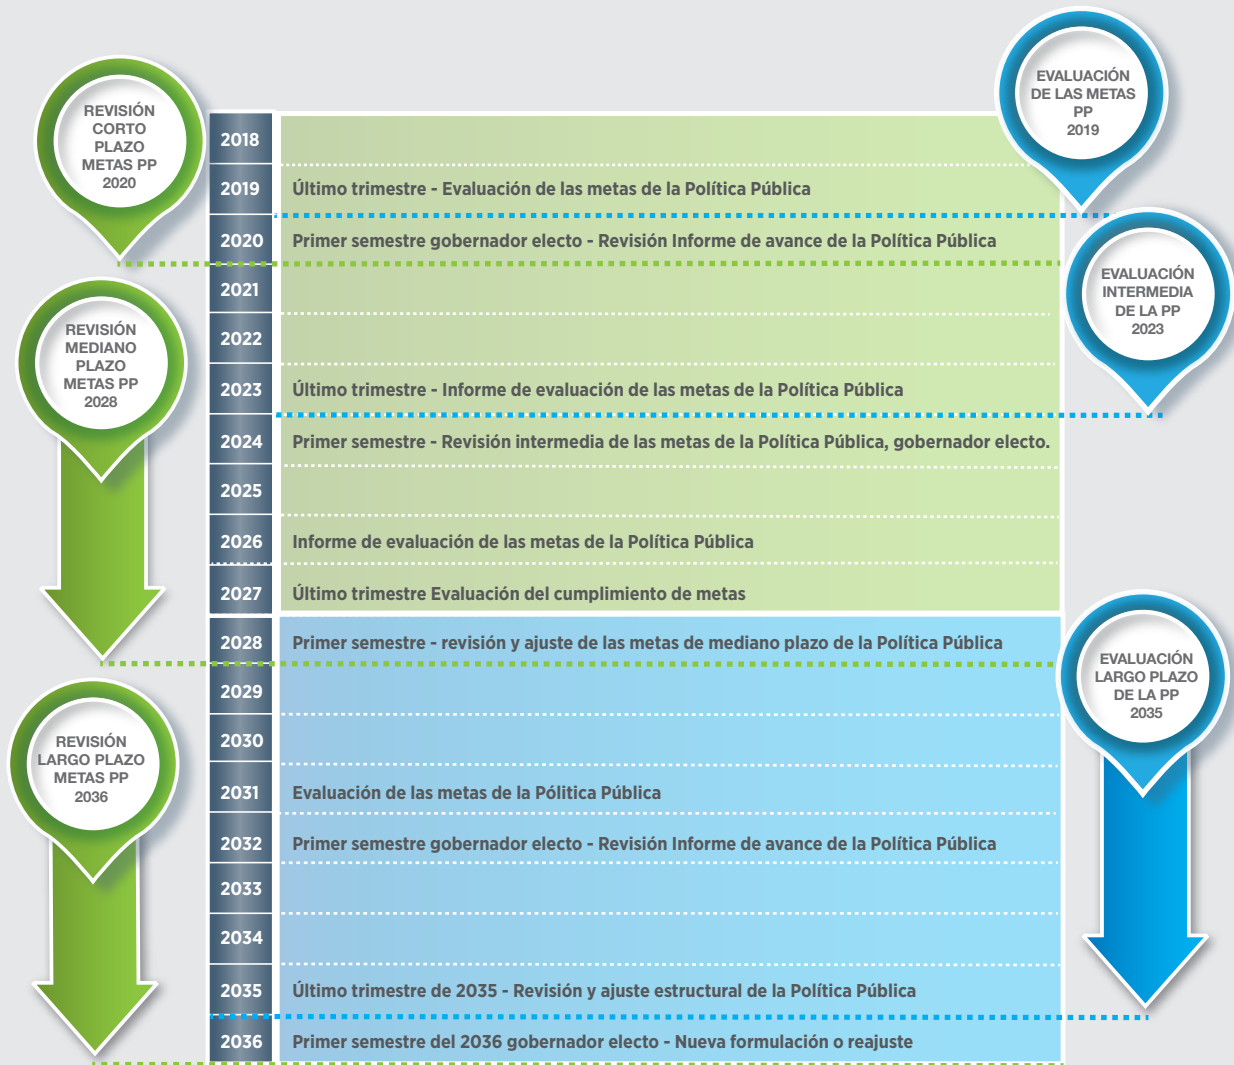 REVISIÓN
CORTO
PLAZO
METAS PP
2020
REVISIÓN
MEDIANO
PLAZO
METAS PP
2028
REVISIÓN
LARGO PLAZO
METAS PP
2036
2018
2019 Último trimestre - Evaluación de las metas de la Política Pública
2020 Primer semestre gobernador electo - Revisión Informe de avance de la Política Pública
2021
2022
2023 Último trimestre - Informe de evaluación de las metas de la Política Pública
2024 Primer semestre - Revisión intermedia de las metas de la Política Pública, gobernador electo.
2025
2026 Informe de evaluación de las metas de la Política Pública
2027 Último trimestre Evaluación del cumplimiento de metas
2028 Primer semestre - revisión y ajuste de las metas de mediano plazo de la Política Pública
2029
2030
2031 Evaluación de las metas de la Pólitica Pública
2032 Primer semestre gobernador electo - Revisión Informe de avance de la Política Pública
2033
2034
2035 Último trimestre de 2035 - Revisión y ajuste estructural de la Política Pública
2036 Primer semestre del 2036 gobernador electo - Nueva formulación o reajuste
EVALUACIÓN
DE LAS METAS
PP
2019
EVALUACIÓN
INTERMEDIA
DE LA PP
2023
EVALUACIÓN
LARGO PLAZO
DE LA PP
2035